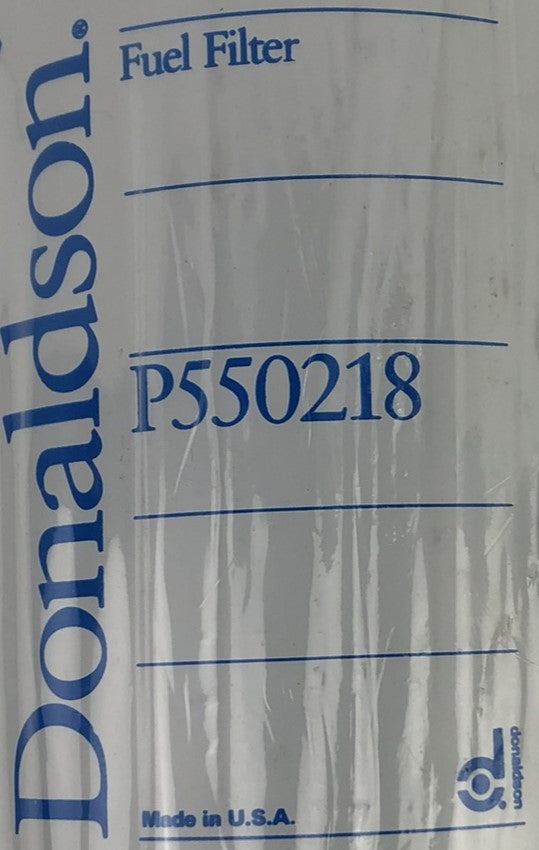 Donaldson®
Fuel Filter
P550218
Made in U.S.A.
donaldson